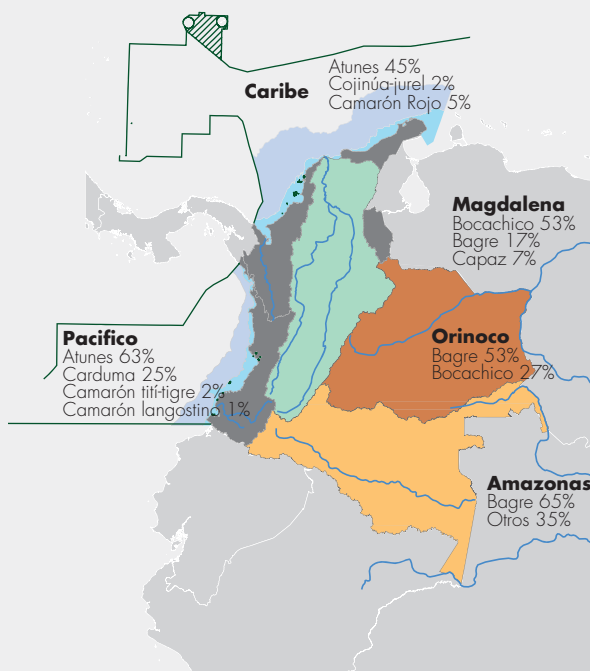 Caribe
Atunes 45%
Cojinúa-jurel 2%
Camarón Rojo 5%
Magdalena
Bocachico 53%
Bagre 17%
Capaz 7%
Pacifico
Atunes 63%
Carduma 25%
Camarón tití-tigre 2%
Camarón langostino 1%
Orinoco
Bagre 53%
Bocachico 27%
Amazonas
Bagre 65%
Otros 35%